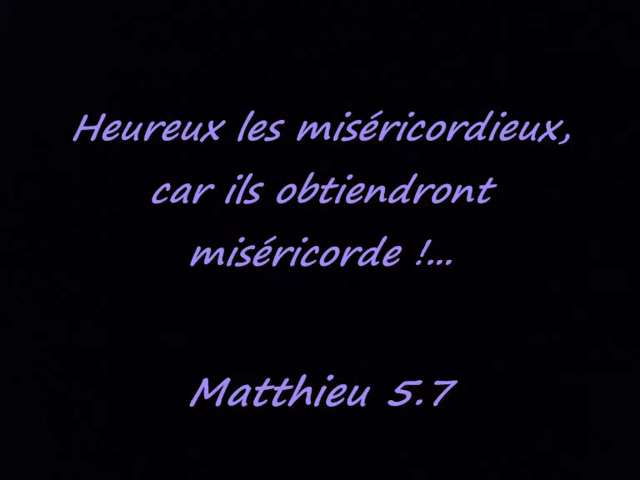 Heureux les miséricordieux,
car ils obtiendront
miséricorde !...
Matthieu 5.7